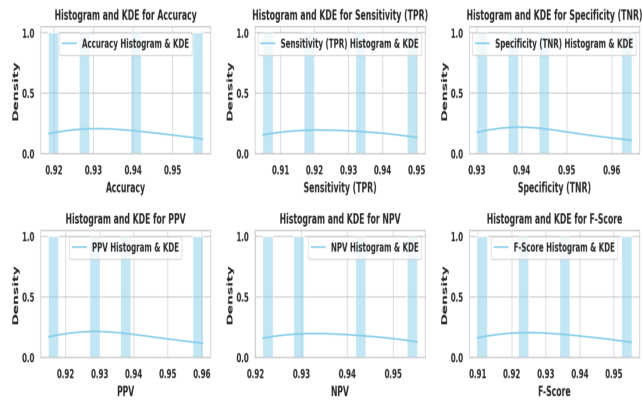 Histogram and KDE for Accuracy
Histogram and KDE for Sensitivity (TPR)
Histogram and KDE for Specificity (TNR)
1.0
Accuracy Histogram & KDE
Density
0.5
0.0
0.92 0.93 0.94 0.95
Accuracy
1.0
Sensitivity (TPR) Histogram & KDE
Density
0.5
0.0
0.91 0.92 0.93 0.94 0.95
Sensitivity (TPR)
1.0
Specificity (TNR) Histogram & KDE
Density
0.5
0.0
0.93 0.94 0.95 0.96
Specificity (TNR)
Histogram and KDE for PPV
Histogram and KDE for NPV
Histogram and KDE for F-Score
1.0
PPV Histogram & KDE
Density
0.5
0.0
0.92 0.93 0.94 0.95 0.96
PPV
1.0
NPV Histogram & KDE
Density
0.5
0.0
0.92 0.93 0.94 0.95
NPV
1.0
F-Score Histogram & KDE
Density
0.5
0.0
0.91 0.92 0.93 0.94 0.95
F-Score